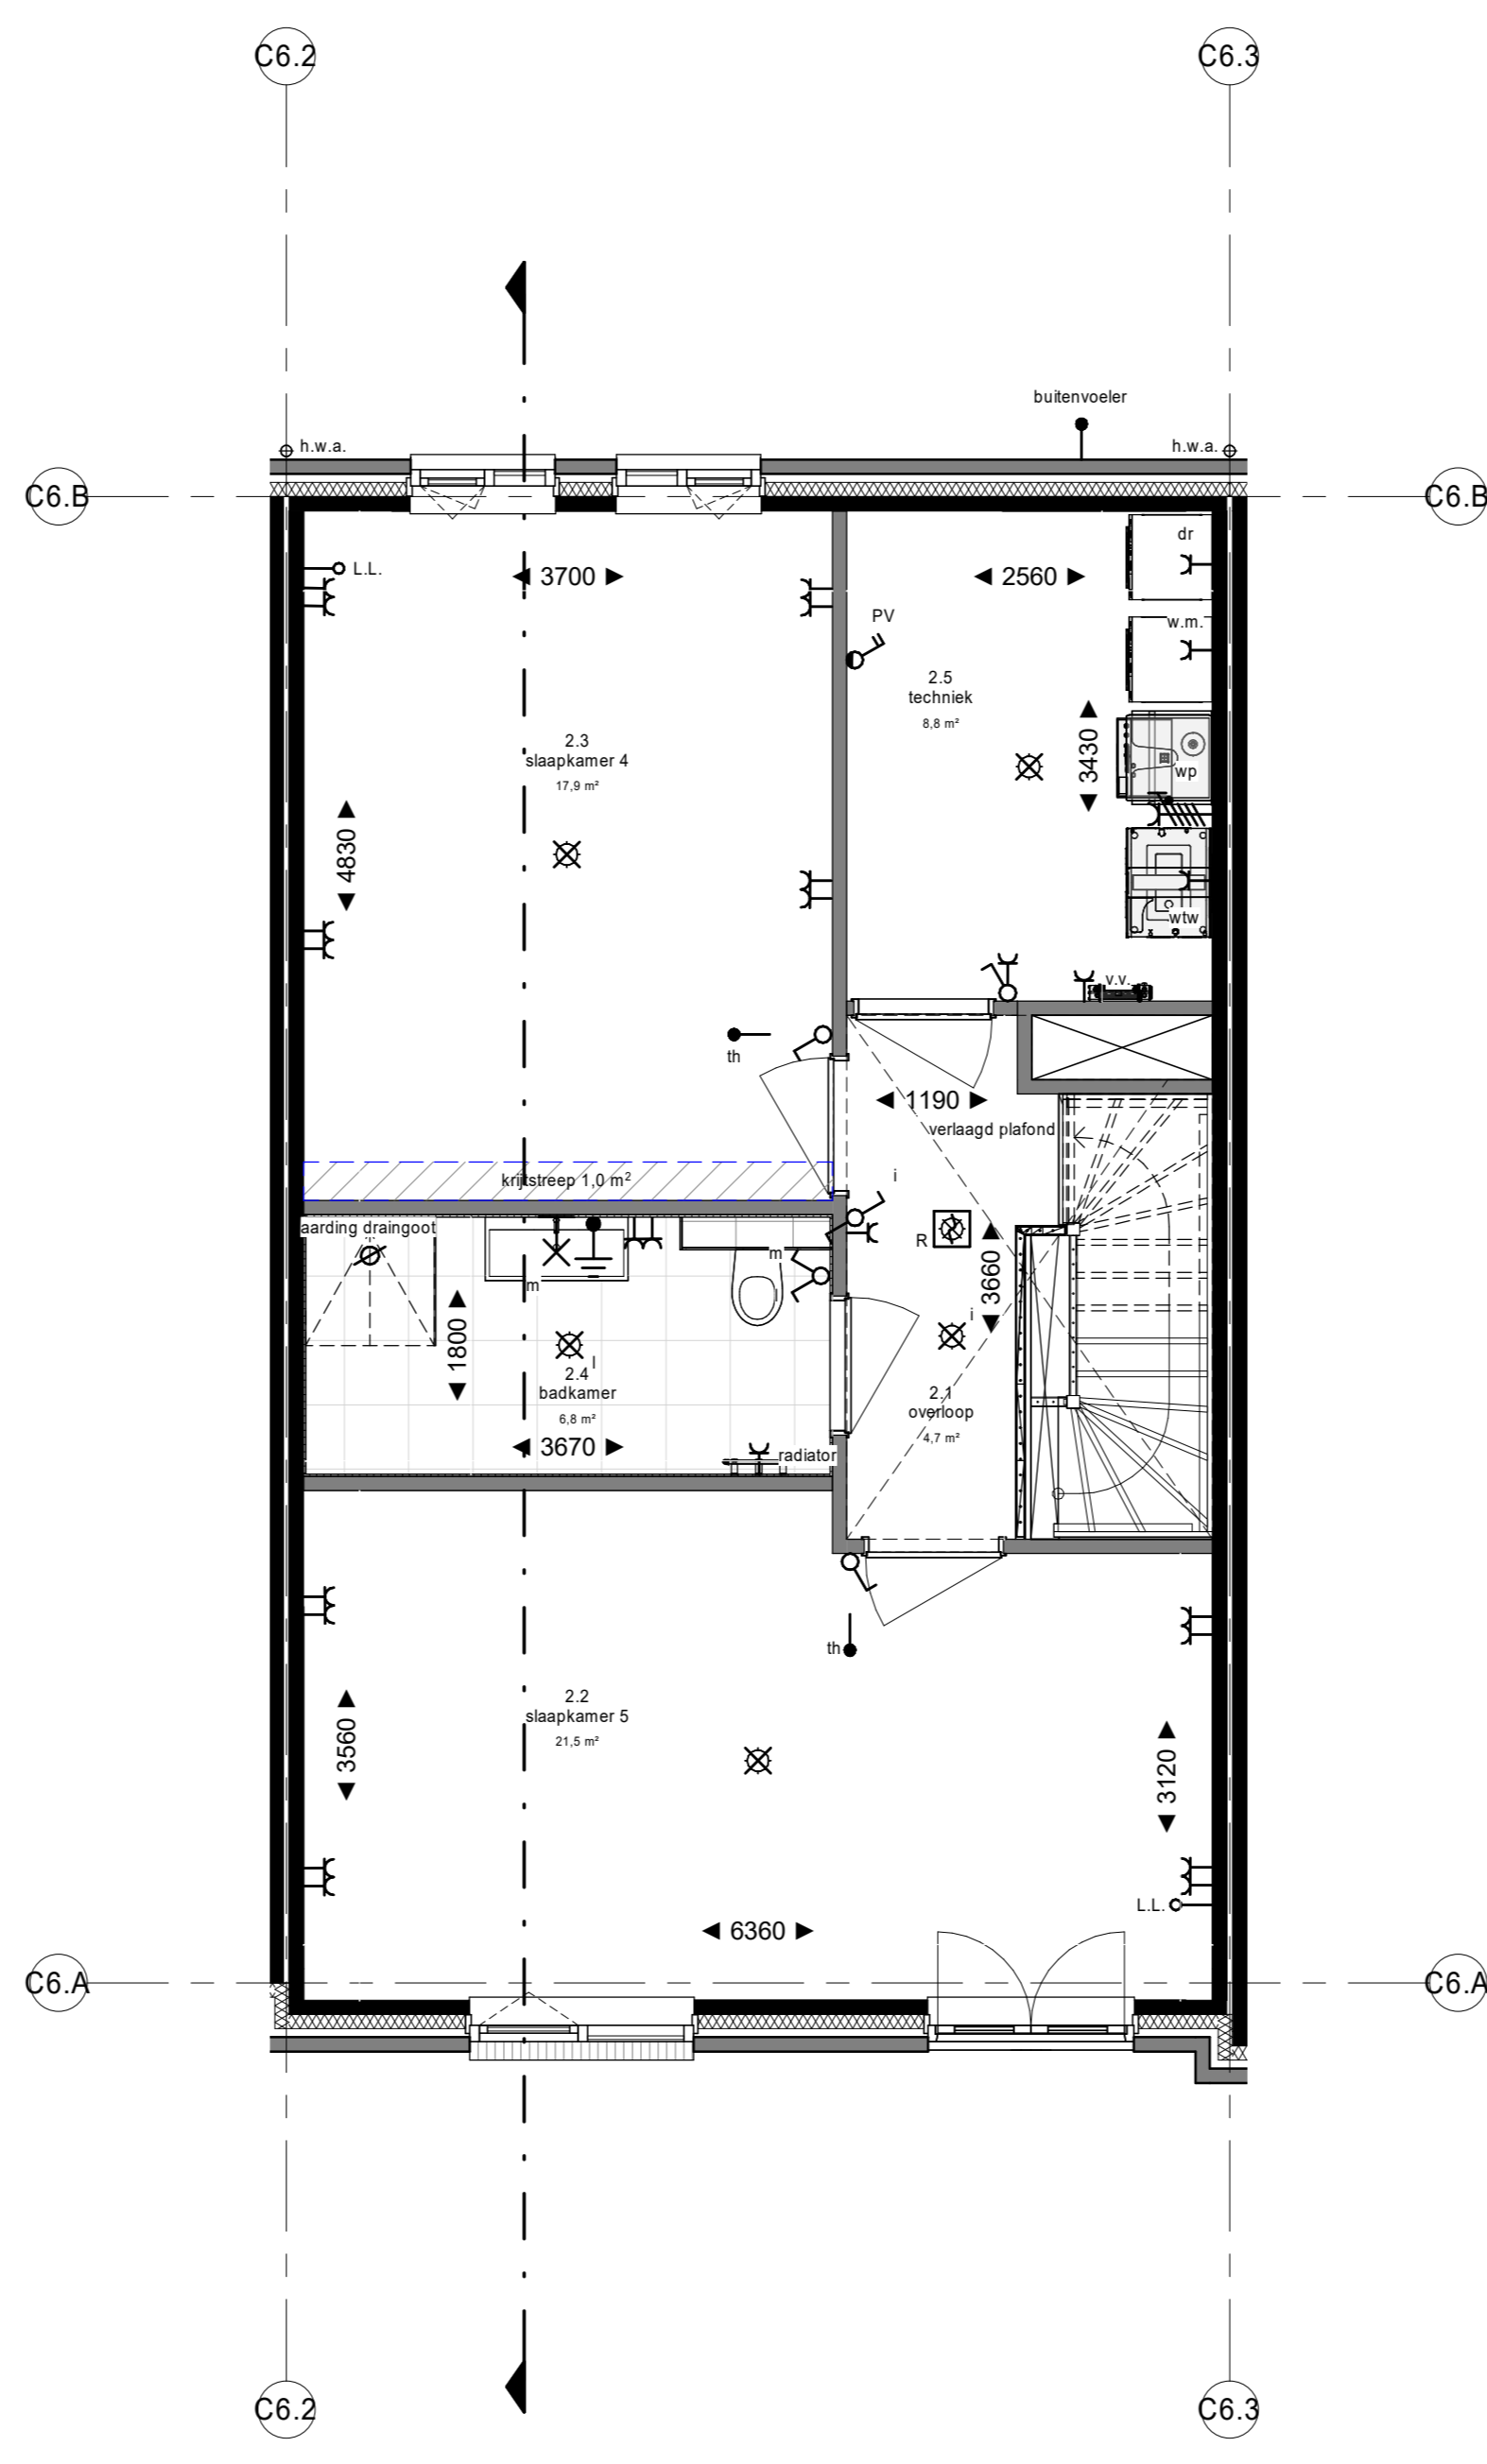 C6.2
C6.3
buitenvoeler
h.w.a.
h.w.a.
C6.B
C6.B
dr
L.L.
3700
2560
PV
w.m.
2.5
techniek
8,8 m²
2.3
slaapkamer 4
17,9 m²
3430
wp
4830
wtw
v.v.
th
1190
verlaagd plafond
krijtstreep 1,0 m²
i
aarding draingoot
R
m
m
3660
i
1800
l
l
2.4
badkamer
6,8 m²
2.1
overloop
4,7 m²
3670
radiator
th
2.2
slaapkamer 5
21,5 m²
3560
3120
L.L.
6360
C6.A
C6.A
C6.2
C6.3